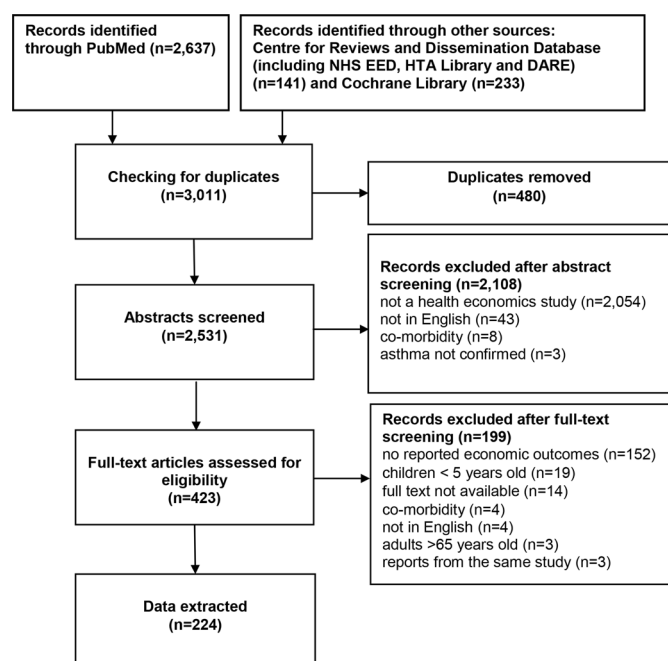 Records identified
through PubMed (n=2,637)
Records identified through other sources:
Centre for Reviews and Dissemination Database
(including NHS EED, HTA Library and DARE)
(n=141) and Cochrane Library (n=233)
Checking for duplicates
(n=3,011)
Duplicates removed
(n=480)
Abstracts screened
(n=2,531)
Records excluded after abstract
screening (n=2,108)
not a health economics study (n=2,054)
not in English (n=43)
co-morbidity (n=8)
asthma not confirmed (n=3)
Full-text articles assessed for
eligibility
(n=423)
Records excluded after full-text
screening (n=199)
no reported economic outcomes (n=152)
children < 5 years old (n=19)
full text not available (n=14)
co-morbidity (n=4)
not in English (n=4)
adults >65 years old (n=3)
reports from the same study (n=3)
Data extracted
(n=224)